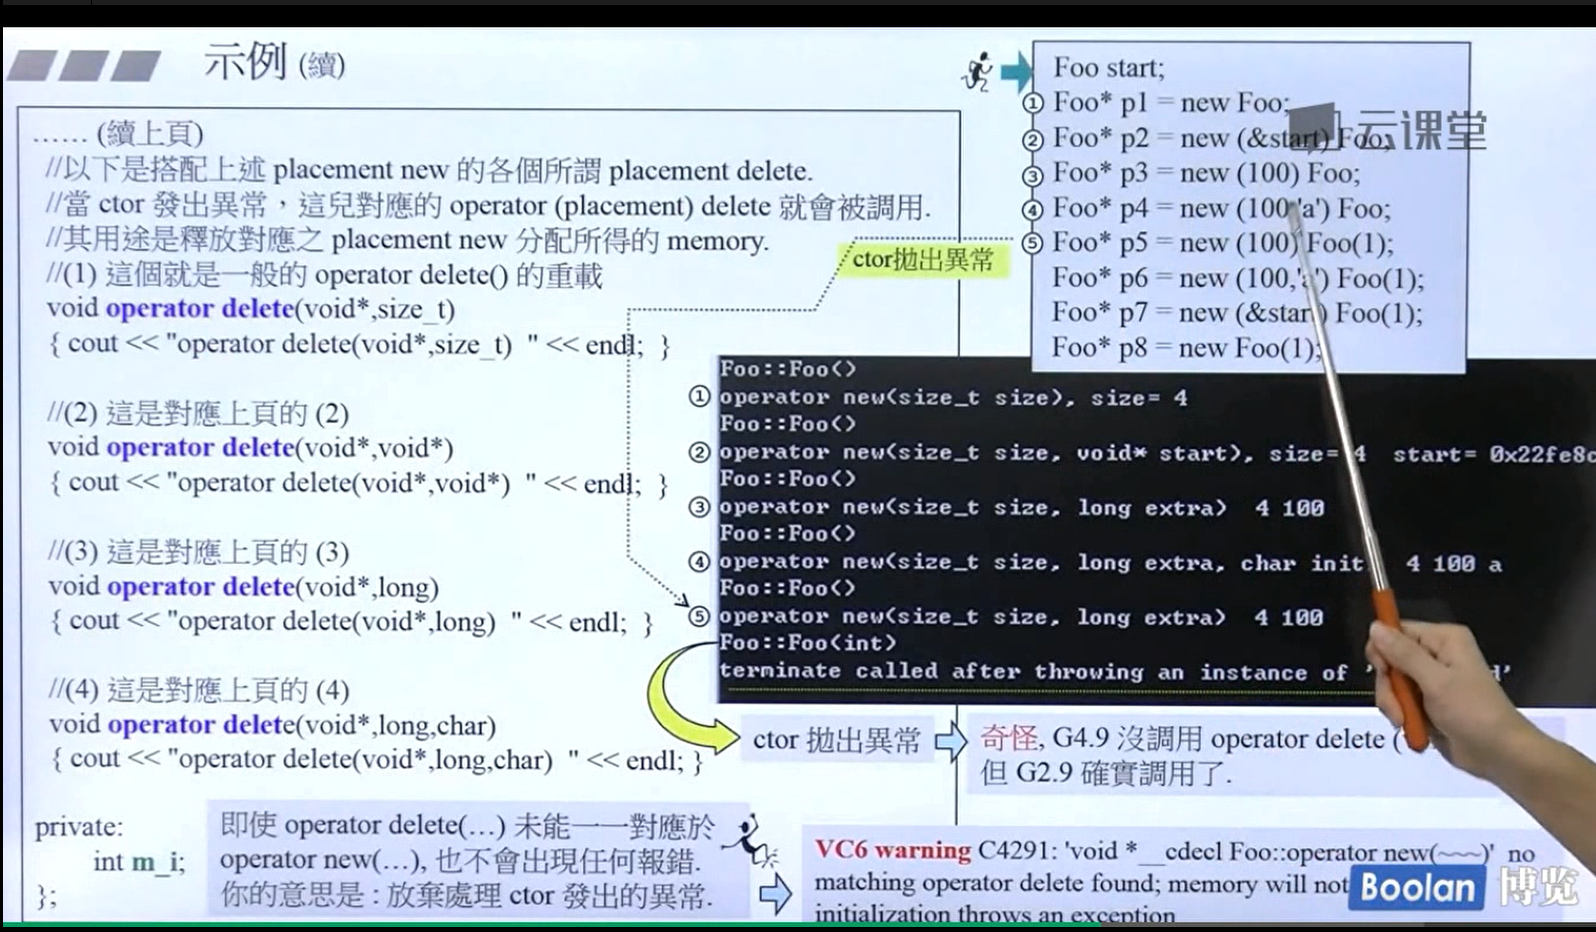 示例 (續)
...... (續上頁)
//以下是搭配上述 placement new 的各個所謂 placement delete.
//當 ctor 發出異常，這兒對應的 operator (placement) delete 就會被調用.
//其用途是釋放對應之 placement new 分配所得的 memory.
//(1) 這個就是一般的 operator delete() 的重載
void operator delete(void*,size_t)
{ cout << "operator delete(void*,size_t) " << endl; }
//(2) 這是對應上頁的 (2)
void operator delete(void*,void*)
{ cout << "operator delete(void*,void*) " << endl; }
//(3) 這是對應上頁的 (3)
void operator delete(void*,long)
{ cout << "operator delete(void*,long) " << endl; }
//(4) 這是對應上頁的 (4)
void operator delete(void*,long,char)
{ cout << "operator delete(void*,long,char) " << endl; }
private:
int m_i;
};
即使 operator delete(...) 未能一一對應於
operator new(...), 也不會出現任何報錯.
你的意思是 : 放棄處理 ctor 發出的異常.
Foo start;
① Foo* p1 = new Foo;
② Foo* p2 = new (&start) Foo;
③ Foo* p3 = new (100) Foo;
④ Foo* p4 = new (100,'a') Foo;
⑤ Foo* p5 = new (100) Foo(1);
Foo* p6 = new (100,'a') Foo(1);
Foo* p7 = new (&start) Foo(1);
Foo* p8 = new Foo(1);
云课堂
ctor拋出異常
Foo::Foo()
① operator new(size_t size), size= 4
Foo::Foo()
② operator new(size_t size, void* start), size= 4 start= 0x22fe8c
Foo::Foo()
③ operator new(size_t size, long extra) 4 100
Foo::Foo()
④ operator new(size_t size, long extra, char init 4 100 a
Foo::Foo()
⑤ operator new(size_t size, long extra) 4 100
Foo::Foo(int)
terminate called after throwing an instance of '
ctor 拋出異常
奇怪, G4.9 沒調用 operator delete (
但 G2.9 確實調用了.
VC6 warning C4291: 'void *__cdecl Foo::operator new(~~~)' no
matching operator delete found; memory will not
initialization throws an exception
Boolan 博览